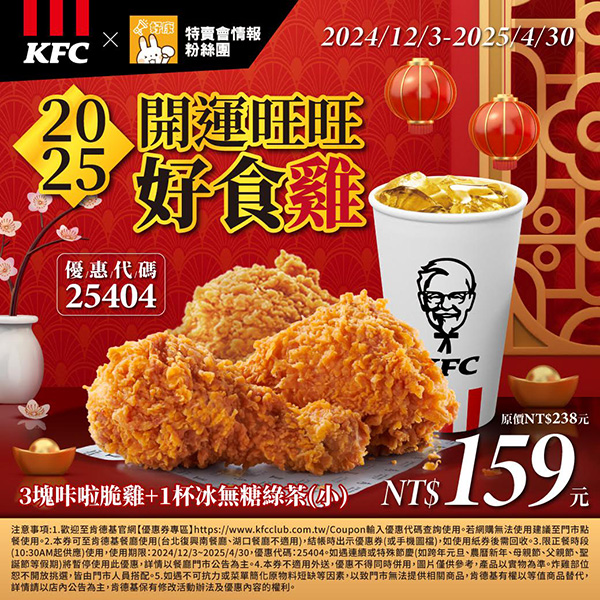 KFC × 好康 特賣會情報
粉絲團
2024/12/3-2025/4/30
20
25
開運旺旺
好食雞
優/惠/代/碼
25404
KFC
原價NT$238元
NT$159元
3塊咔啦脆雞+1杯冰無糖綠茶(小)
注意事項:1.歡迎至肯德基官網【優惠券專區】https://www.kfcclub.com.tw/Coupon輸入優惠代碼查詢使用。若網購無法使用建議至門市點
餐使用。2.本券可至肯德基餐廳使用(台北復興南餐廳、湖口餐廳不適用),結帳時出示優惠券(或手機圖檔),如使用紙券後需回收。3.限正餐時段
(10:30AM起供應)使用,使用期限:2024/12/3~2025/4/30,優惠代碼:25404。如遇連續或特殊節慶(如跨年元旦、農曆新年、母親節、父親節、聖
誕節等假期)將暫停使用此優惠,詳情以餐廳門市公告為主。4.本券不適用外送,優惠不得同時併用,圖片僅供參考,產品以實物為準。炸雞部位
恕不開放挑選,皆由門市人員搭配。5.如遇不可抗力或菜單簡化原物料短缺等因素,以致門市無法提供相關商品,肯德基有權以等值商品替代,
詳情請以店內公告為主,肯德基保有修改活動辦法及優惠內容的權利。